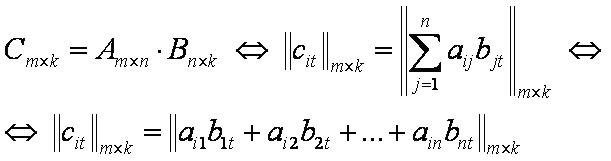 C_{m×k} = A_{m×n} · B_{n×k} ⇔ ‖c_{it}‖_{m×k} = ‖∑_{j=1}^{n} a_{ij} b_{jt}‖_{m×k} ⇔
⇔ ‖c_{it}‖_{m×k} = ‖a_{i1} b_{1t} + a_{i2} b_{2t} + ... + a_{in} b_{nt}‖_{m×k}